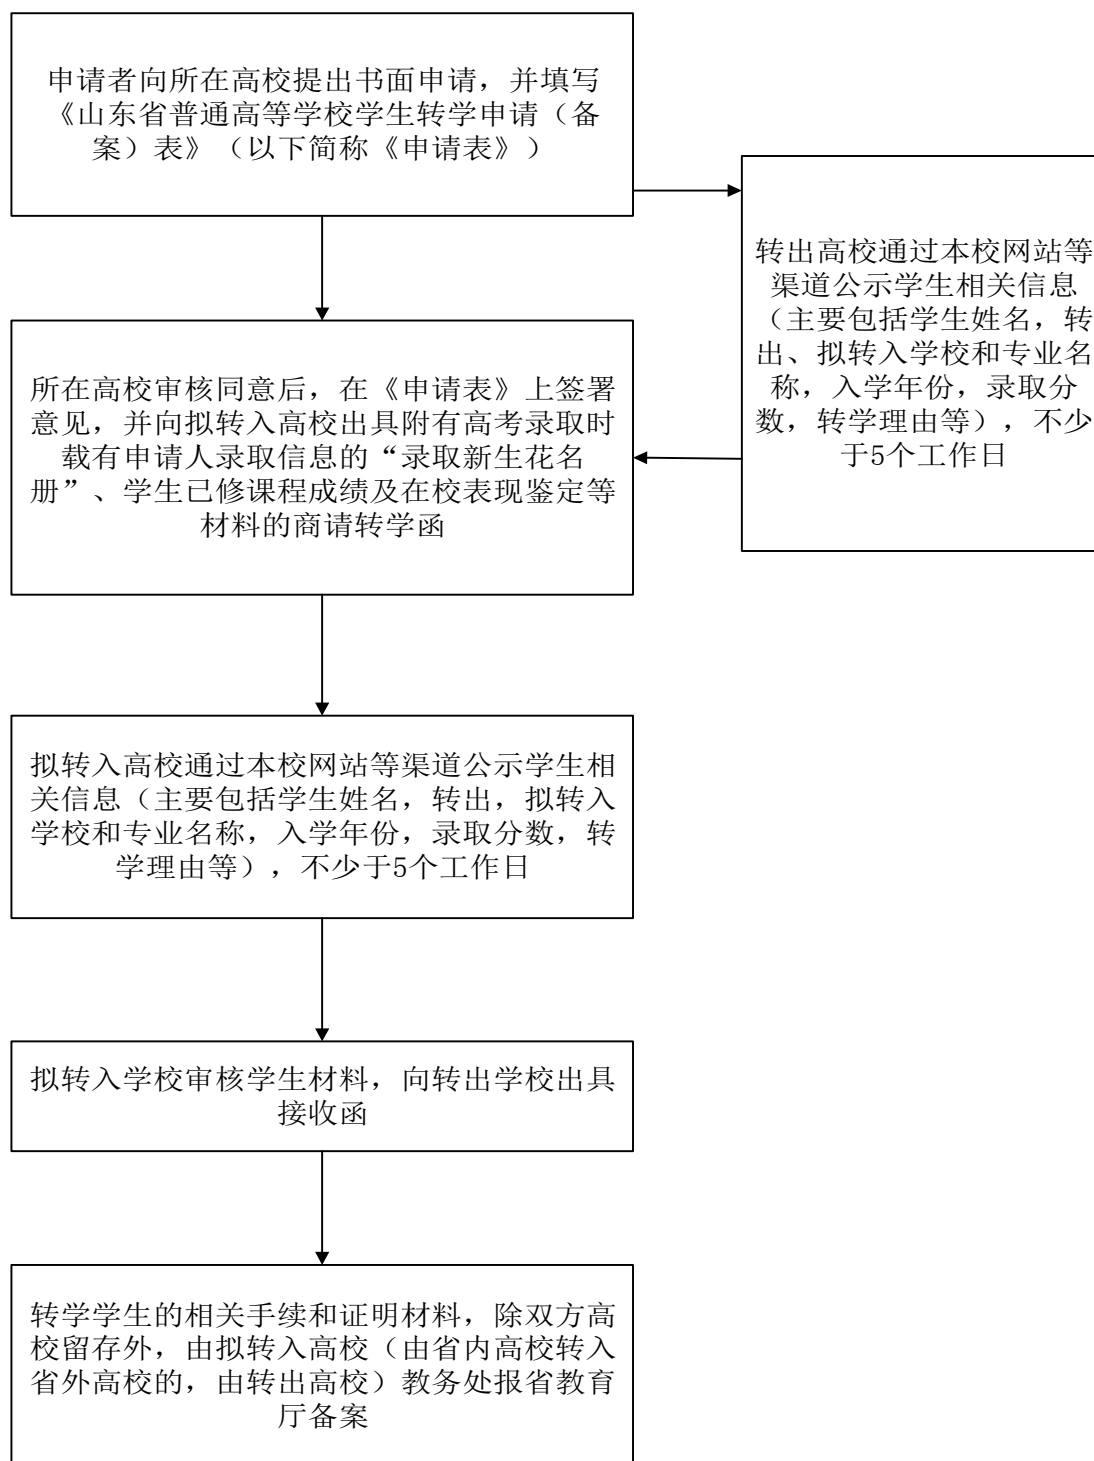 申请者向所在高校提出书面申请，并填写
《山东省普通高等学校学生转学申请（备
案）表》（以下简称《申请表》）
转出高校通过本校网站等
渠道公示学生相关信息
（主要包括学生姓名，转
出、拟转入学校和专业名
称，入学年份，录取分
数，转学理由等），不少
于5个工作日
所在高校审核同意后，在《申请表》上签署
意见，并向拟转入高校出具附有高考录取时
载有申请人录取信息的“录取新生花名
册”、学生已修课程成绩及在校表现鉴定等
材料的商请转学函
拟转入高校通过本校网站等渠道公示学生相
关信息（主要包括学生姓名，转出，拟转入
学校和专业名称，入学年份，录取分数，转
学理由等），不少于5个工作日
拟转入学校审核学生材料，向转出学校出具
接收函
转学学生的相关手续和证明材料，除双方高
校留存外，由拟转入高校（由省内高校转入
省外高校的，由转出高校）教务处报省教育
厅备案